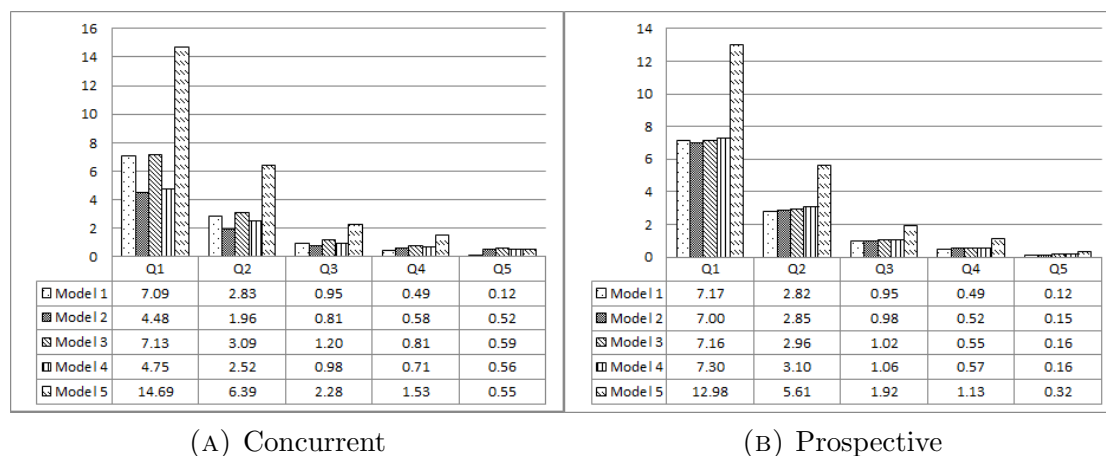 16
14
12
10
8
6
4
2
0
Q1 Q2 Q3 Q4 Q5
Model 1 7.09 2.83 0.95 0.49 0.12
Model 2 4.48 1.96 0.81 0.58 0.52
Model 3 7.13 3.09 1.20 0.81 0.59
Model 4 4.75 2.52 0.98 0.71 0.56
Model 5 14.69 6.39 2.28 1.53 0.55
(A) Concurrent
14
12
10
8
6
4
2
0
Q1 Q2 Q3 Q4 Q5
Model 1 7.17 2.82 0.95 0.49 0.12
Model 2 7.00 2.85 0.98 0.52 0.15
Model 3 7.16 2.96 1.02 0.55 0.16
Model 4 7.30 3.10 1.06 0.57 0.16
Model 5 12.98 5.61 1.92 1.13 0.32
(B) Prospective